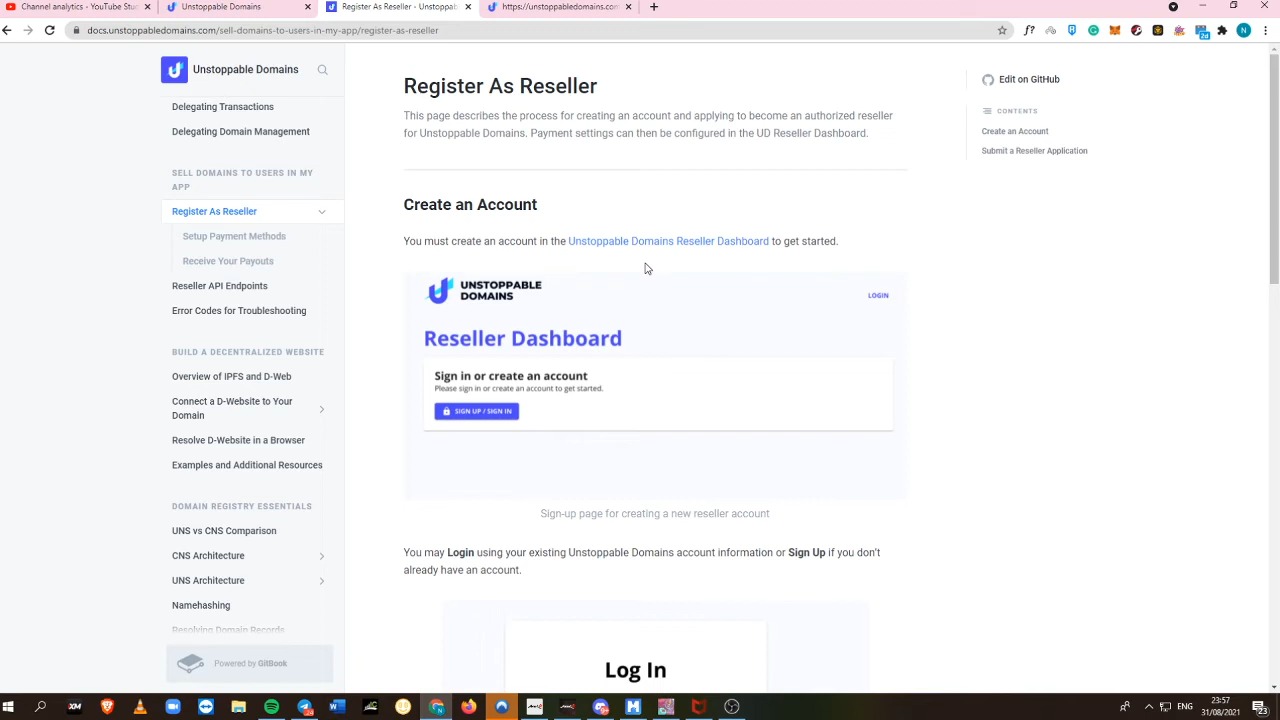 Channel analytics - YouTube Stu
Unstoppable Domains
Register As Reseller - Unstoppab
https://unstoppabledomains.com/
docs.unstoppabledomains.com/sell-domains-to-users-in-my-app/register-as-reseller
Unstoppable Domains
Delegating Transactions
Delegating Domain Management
SELL DOMAINS TO USERS IN MY
APP
Register As Reseller
Setup Payment Methods
Receive Your Payouts
Reseller API Endpoints
Error Codes for Troubleshooting
BUILD A DECENTRALIZED WEBSITE
Overview of IPFS and D-Web
Connect a D-Website to Your
Domain
Resolve D-Website in a Browser
Examples and Additional Resources
DOMAIN REGISTRY ESSENTIALS
UNS vs CNS Comparison
CNS Architecture
UNS Architecture
Namehashing
Resolving Domain Records
Powered by GitBook
Register As Reseller
This page describes the process for creating an account and applying to become an authorized reseller
for Unstoppable Domains. Payment settings can then be configured in the UD Reseller Dashboard.
Create an Account
You must create an account in the Unstoppable Domains Reseller Dashboard to get started.
UNSTOPPABLE
DOMAINS
LOGIN
Reseller Dashboard
Sign in or create an account
Please sign in or create an account to get started.
SIGN UP / SIGN IN
Sign-up page for creating a new reseller account
You may Login using your existing Unstoppable Domains account information or Sign Up if you don't
already have an account.
Log In
Edit on GitHub
CONTENTS
Create an Account
Submit a Reseller Application
23:57
31/08/2021